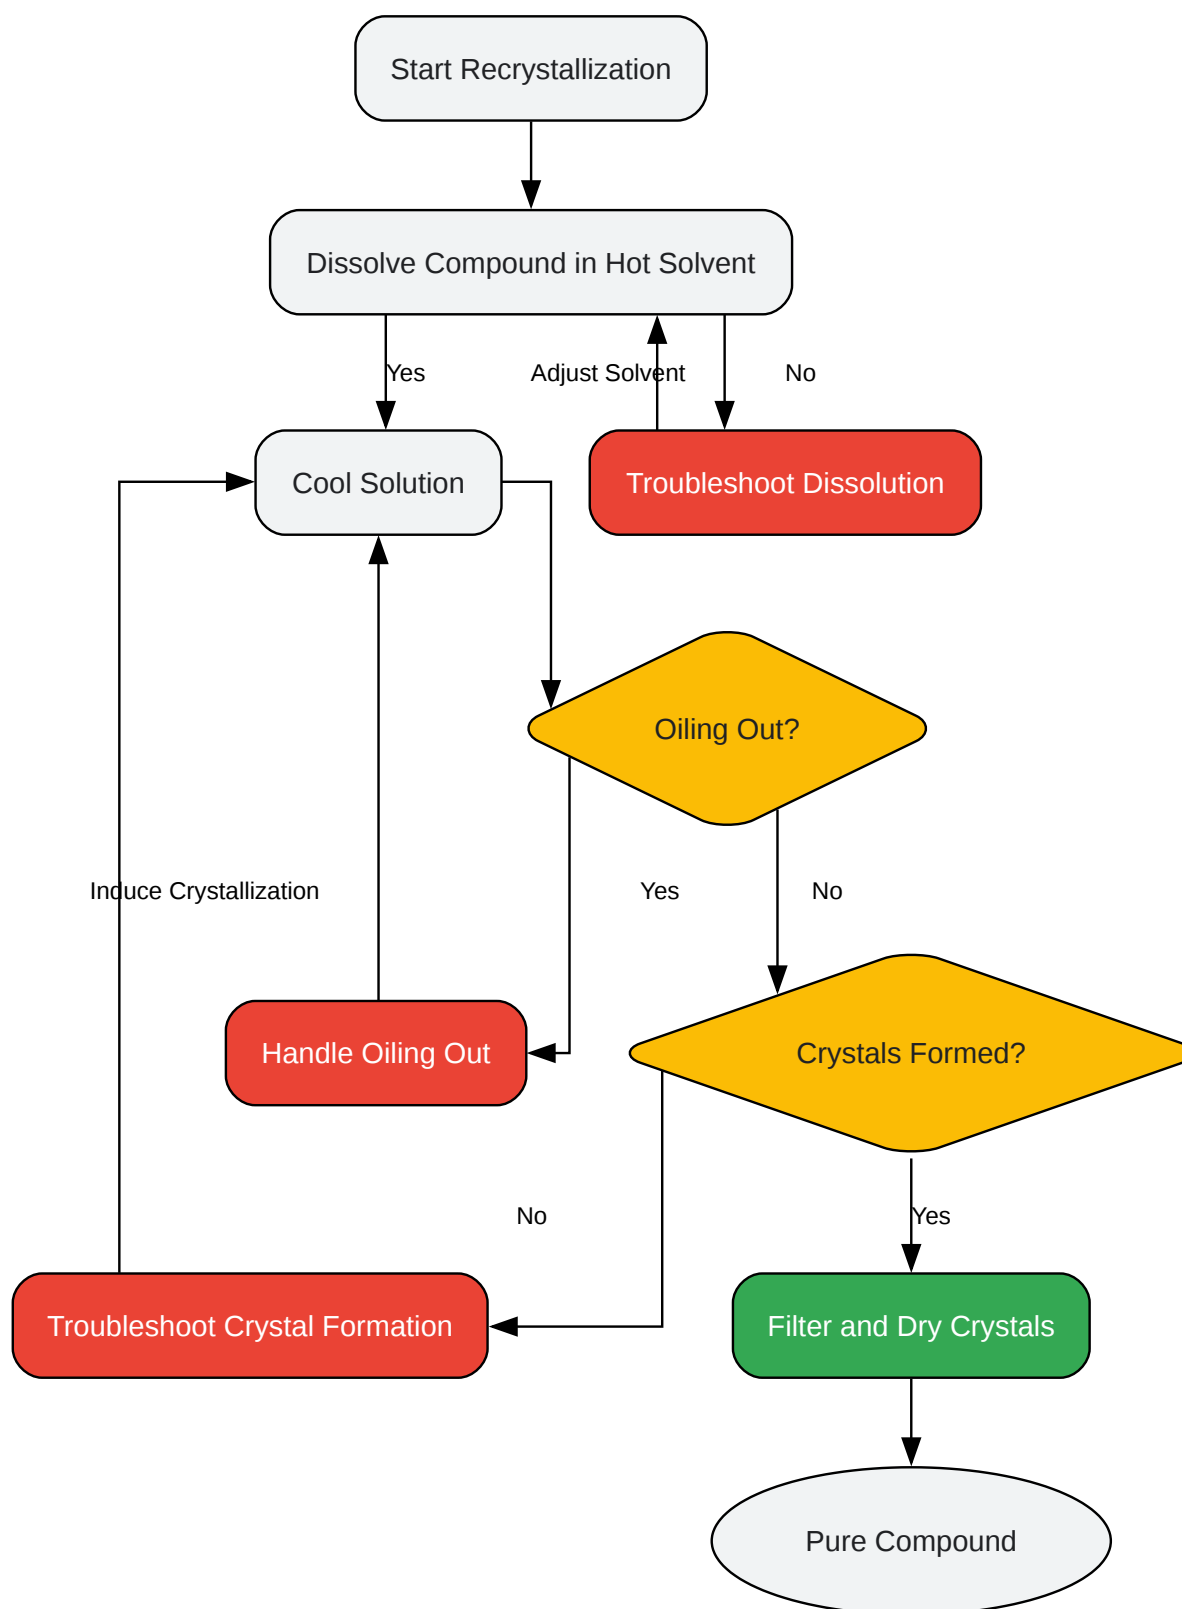 Start Recrystallization
Dissolve Compound in Hot Solvent
Yes
Adjust Solvent
No
Cool Solution
Troubleshoot Dissolution
Oiling Out?
Induce Crystallization
Yes
No
Handle Oiling Out
Crystals Formed?
No
Yes
Troubleshoot Crystal Formation
Filter and Dry Crystals
Pure Compound